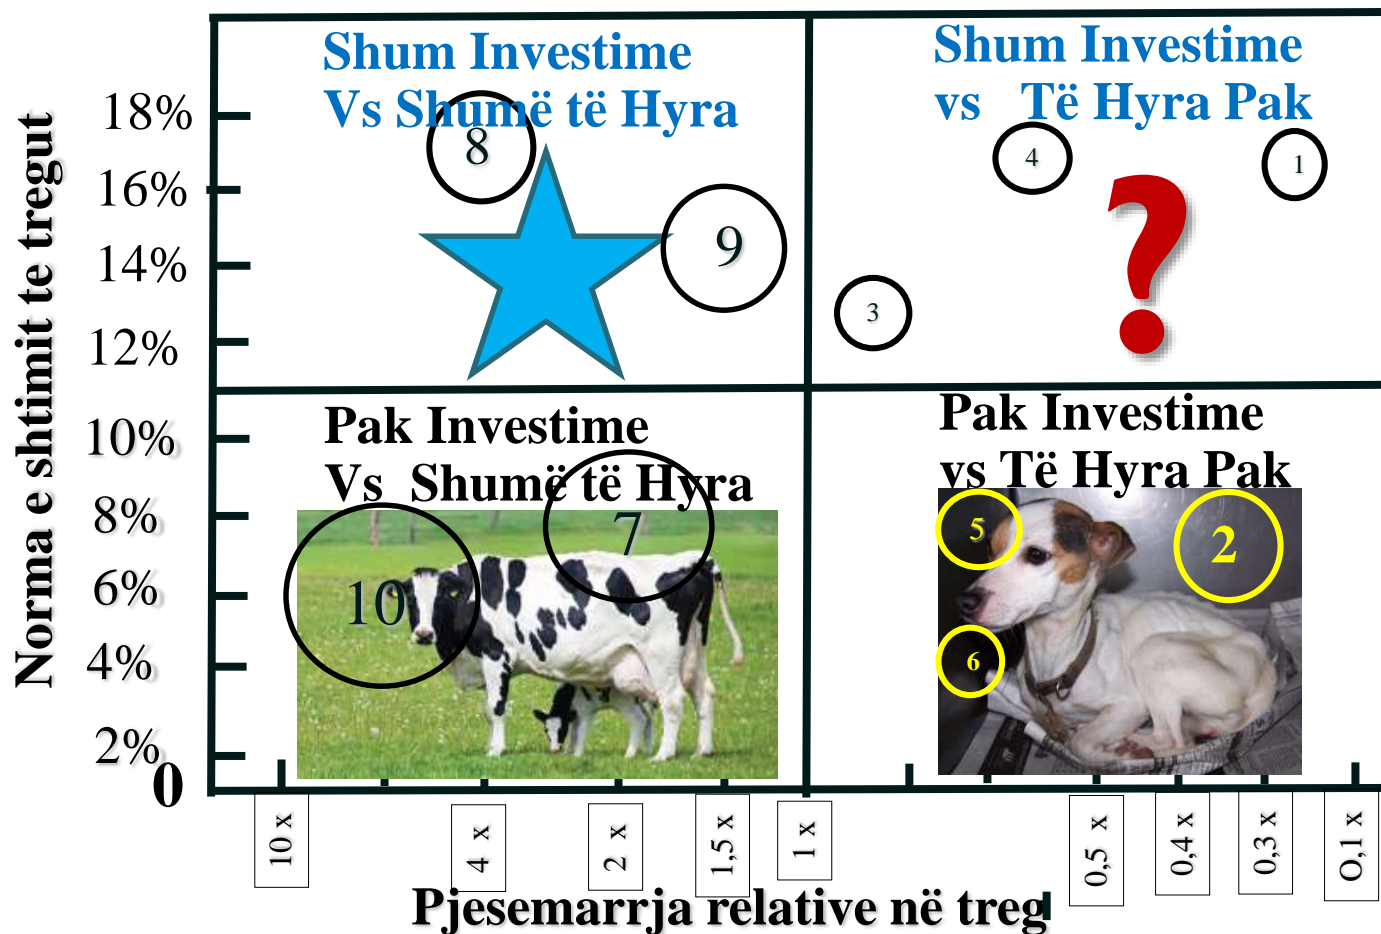 Shum Investime
Vs Shumë të Hyra
Shum Investime
vs Të Hyra Pak
18%
16%
14%
12%
10%
8%
6%
4%
2%
0
Norma e shtimit te tregut
8
9
4
1
3
Pak Investime
Vs Shumë të Hyra
Pak Investime
vs Të Hyra Pak
10
7
5
2
6
10 x
4 x
2 x
1,5 x
1 x
0,5 x
0,4 x
0,3 x
O,1 x
Pjesemarrja relative në treg